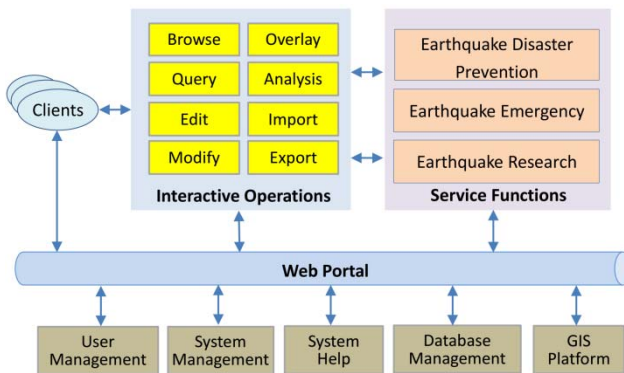 Browse
Overlay
Query
Analysis
Edit
Import
Modify
Export
Interactive Operations
Clients
Earthquake Disaster
Prevention
Earthquake Emergency
Earthquake Research
Service Functions
Web Portal
User
Management
System
Management
System
Help
Database
Management
GIS
Platform